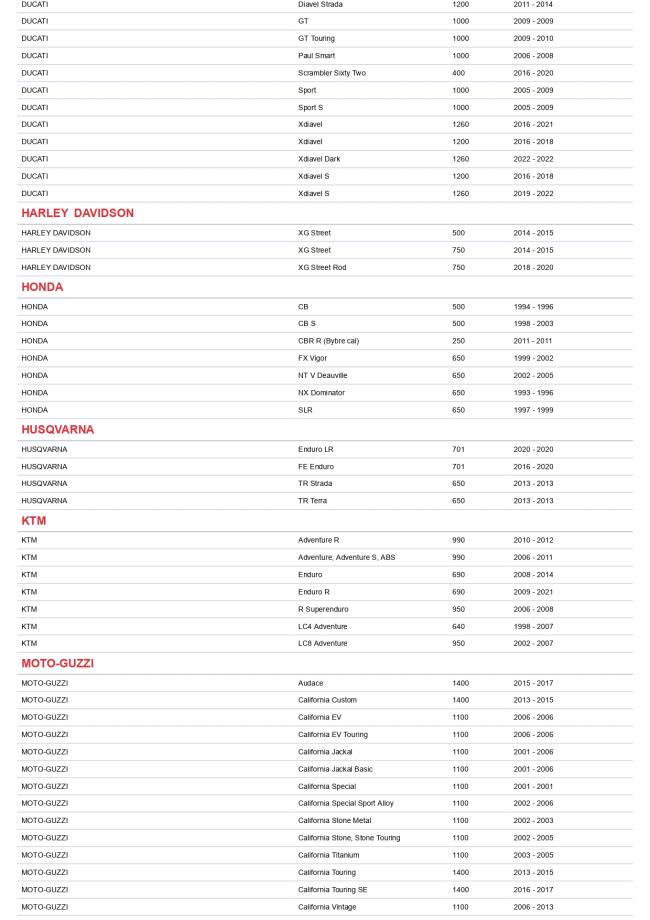 DUCATI Diavel Strada 1200 2011 - 2014
DUCATI GT 1000 2009 - 2009
DUCATI GT Touring 1000 2009 - 2010
DUCATI Paul Smart 1000 2006 - 2008
DUCATI Scrambler Sixty Two 400 2016 - 2020
DUCATI Sport 1000 2005 - 2009
DUCATI Sport S 1000 2005 - 2009
DUCATI Xdiavel 1260 2016 - 2021
DUCATI Xdiavel 1200 2016 - 2018
DUCATI Xdiavel Dark 1260 2022 - 2022
DUCATI Xdiavel S 1200 2016 - 2018
DUCATI Xdiavel S 1260 2019 - 2022
HARLEY DAVIDSON
HARLEY DAVIDSON XG Street 500 2014 - 2015
HARLEY DAVIDSON XG Street 750 2014 - 2015
HARLEY DAVIDSON XG Street Rod 750 2018 - 2020
HONDA
HONDA CB 500 1994 - 1996
HONDA CB S 500 1998 - 2003
HONDA CBR R (Bybre cal) 250 2011 - 2011
HONDA FX Vigor 650 1999 - 2002
HONDA NT V Deauville 650 2002 - 2005
HONDA NX Dominator 650 1993 - 1996
HONDA SLR 650 1997 - 1999
HUSQVARNA
HUSQVARNA Enduro LR 701 2020 - 2020
HUSQVARNA FE Enduro 701 2016 - 2020
HUSQVARNA TR Strada 650 2013 - 2013
HUSQVARNA TR Terra 650 2013 - 2013
KTM
KTM Adventure R 990 2010 - 2012
KTM Adventure, Adventure S, ABS 990 2006 - 2011
KTM Enduro 690 2008 - 2014
KTM Enduro R 690 2009 - 2021
KTM R Superenduro 950 2006 - 2008
KTM LC4 Adventure 640 1998 - 2007
KTM LC8 Adventure 950 2002 - 2007
MOTO-GUZZI
MOTO-GUZZI Audace 1400 2015 - 2017
MOTO-GUZZI California Custom 1400 2013 - 2015
MOTO-GUZZI California EV 1100 2006 - 2006
MOTO-GUZZI California EV Touring 1100 2006 - 2006
MOTO-GUZZI California Jackal 1100 2001 - 2006
MOTO-GUZZI California Jackal Basic 1100 2001 - 2006
MOTO-GUZZI California Special 1100 2001 - 2001
MOTO-GUZZI California Special Sport Alloy 1100 2002 - 2006
MOTO-GUZZI California Stone Metal 1100 2002 - 2003
MOTO-GUZZI California Stone, Stone Touring 1100 2002 - 2005
MOTO-GUZZI California Titanium 1100 2003 - 2005
MOTO-GUZZI California Touring 1400 2013 - 2015
MOTO-GUZZI California Touring SE 1400 2016 - 2017
MOTO-GUZZI California Vintage 1100 2006 - 2013